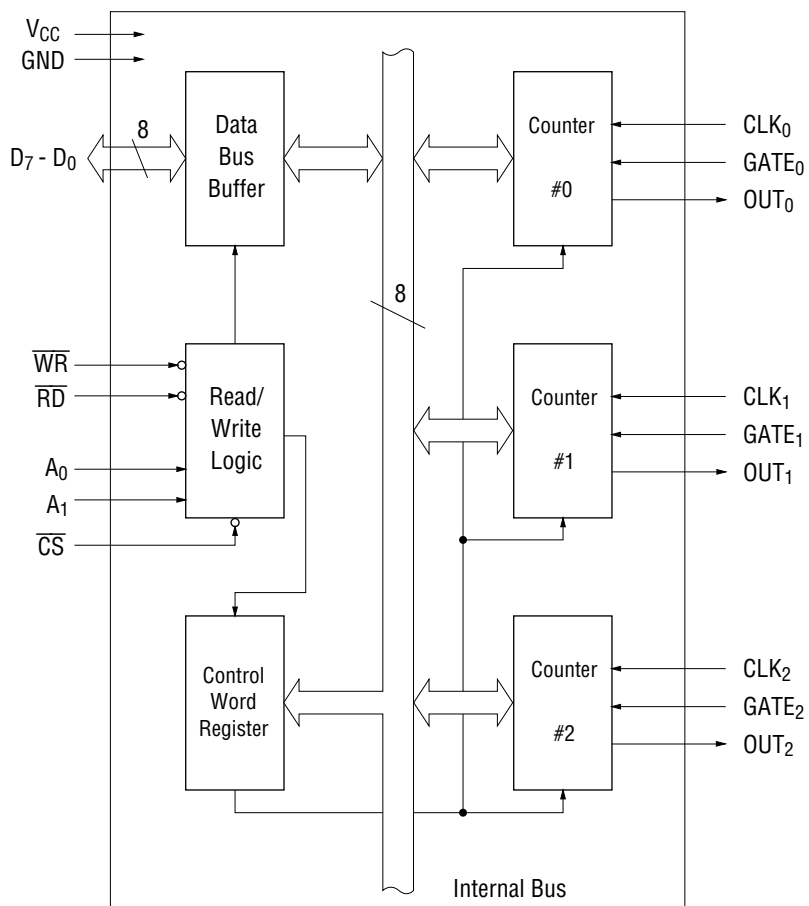 VCC
GND
D7 - D0
8
Data
Bus
Buffer
8
Counter
#0
CLK0
GATE0
OUT0
WR
RD
A0
A1
CS
Read/
Write
Logic
Counter
#1
CLK1
GATE1
OUT1
Control
Word
Register
Counter
#2
CLK2
GATE2
OUT2
Internal Bus